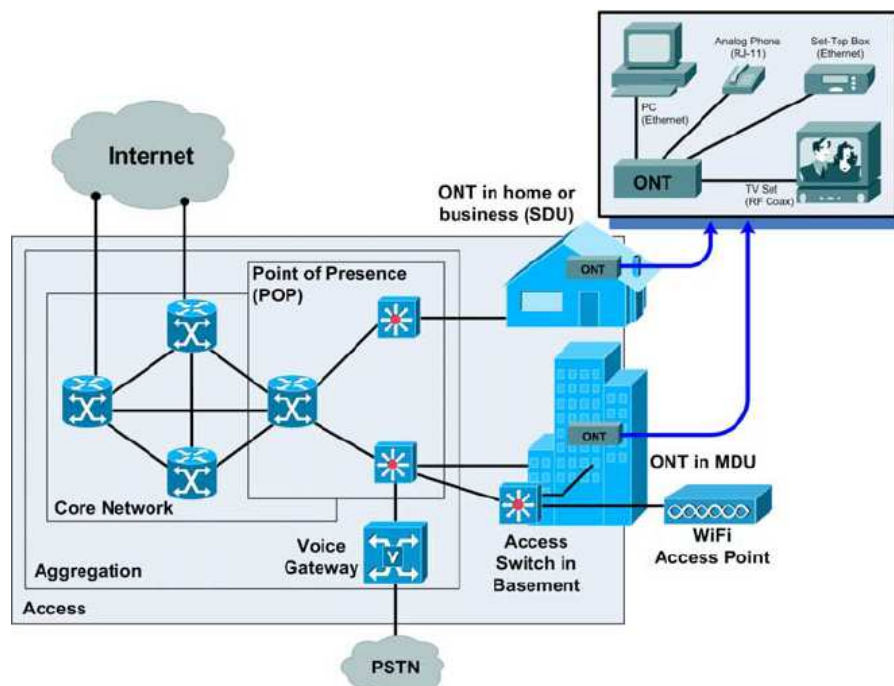 Analog Phone
(RJ-11)
Set-Top Box
(Ethernet)
PC
(Ethernet)
ONT
TV Set
(RF Coax)
Internet
ONT in home or
business (SDU)
Point of Presence
(POP)
ONT
ONT
ONT in MDU
Core Network
Voice
Gateway
V
Access
Switch in
Basement
WiFi
Access Point
Aggregation
Access
PSTN